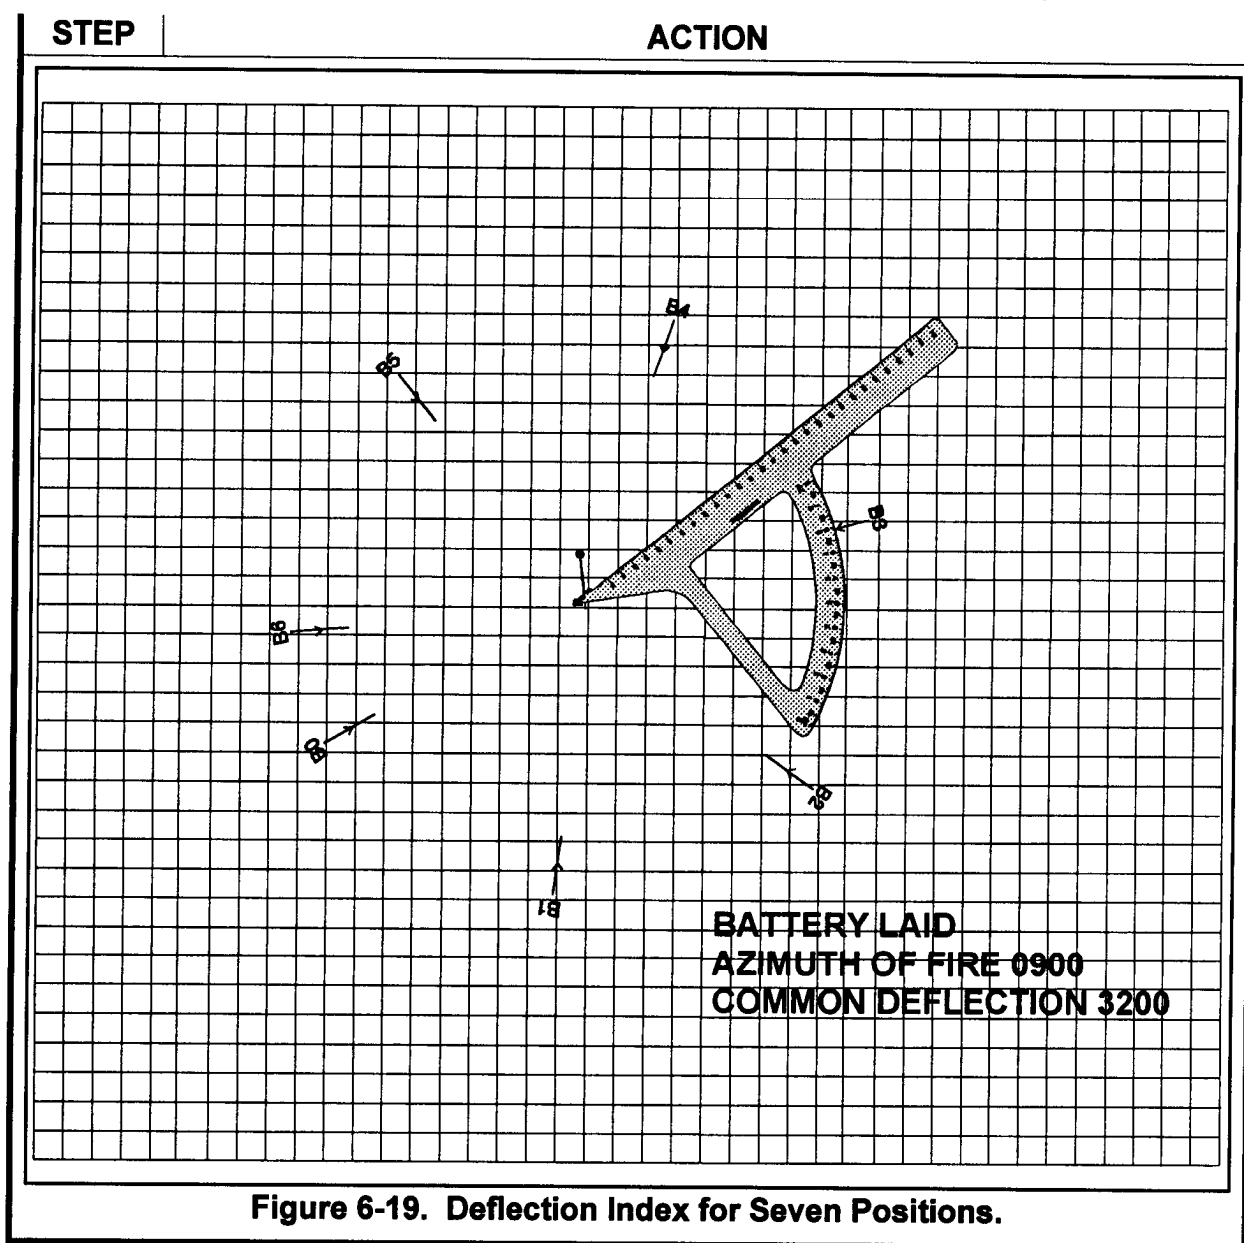 STEP
ACTION
B4
B5
B3
B6
B0
B2
B1
BATTERY LAID
AZIMUTH OF FIRE 0900
COMMON DEFLECTION 3200
Figure 6-19. Deflection Index for Seven Positions.